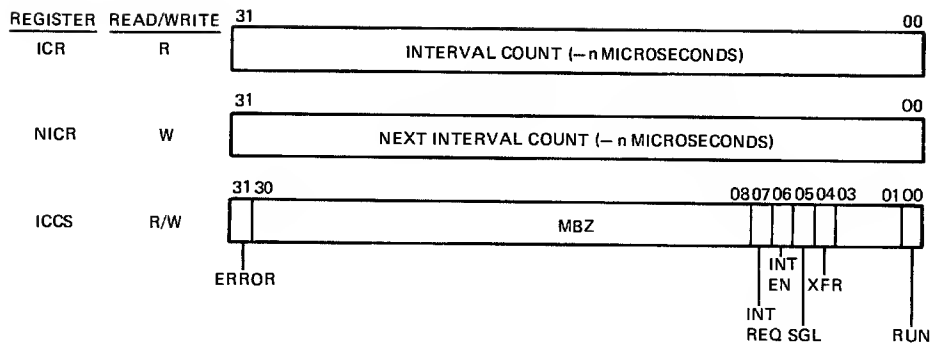 REGISTER READ/WRITE 31 00
ICR R INTERVAL COUNT (—n MICROSECONDS)
31 00
NICR W NEXT INTERVAL COUNT (— n MICROSECONDS)
31 30 08 07 06 05 04 03 01 00
ICCS R/W MBZ
ERROR INT EN XFR
INT REQ SGL RUN